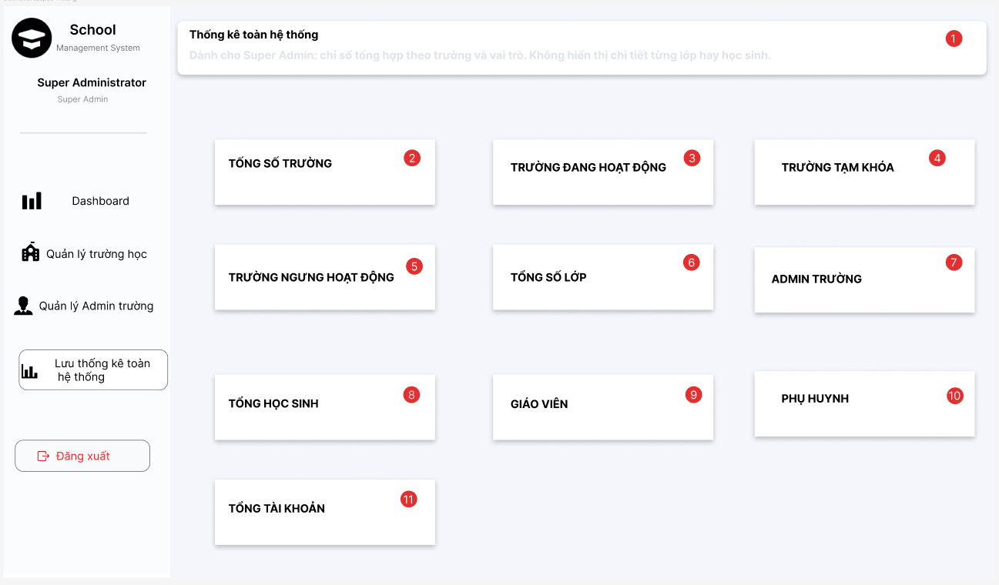 School
Management System
Super Administrator
Super Admin
Dashboard
Quản lý trường học
Quản lý Admin trường
Lưu thống kê toàn
hệ thống
Đăng xuất
Thống kê toàn hệ thống
1
Dành cho Super Admin: chỉ số tổng hợp theo trường và vai trò. Không hiển thị chi tiết từng lớp hay học sinh.
TỔNG SỐ TRƯỜNG
2
TRƯỜNG ĐANG HOẠT ĐỘNG
3
TRƯỜNG TẠM KHÓA
4
TRƯỜNG NGƯNG HOẠT ĐỘNG
5
TỔNG SỐ LỚP
6
ADMIN TRƯỜNG
7
TỔNG HỌC SINH
8
GIÁO VIÊN
9
PHỤ HUYNH
10
TỔNG TÀI KHOẢN
11